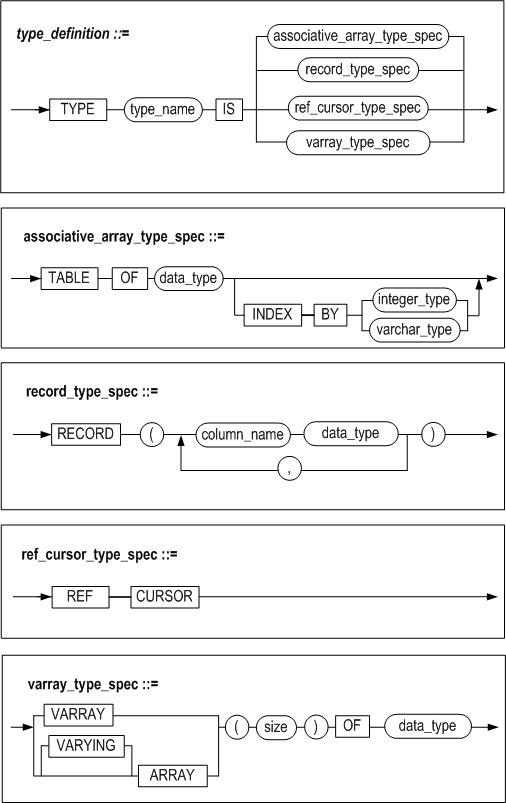 type_definition ::=
associative_array_type_spec
record_type_spec
TYPE type_name IS ref_cursor_type_spec
varray_type_spec
associative_array_type_spec ::=
TABLE OF data_type
INDEX BY integer_type
varchar_type
record_type_spec ::=
RECORD ( column_name data_type )
,
ref_cursor_type_spec ::=
REF CURSOR
varray_type_spec ::=
VARRAY ( size ) OF data_type
VARYING
ARRAY